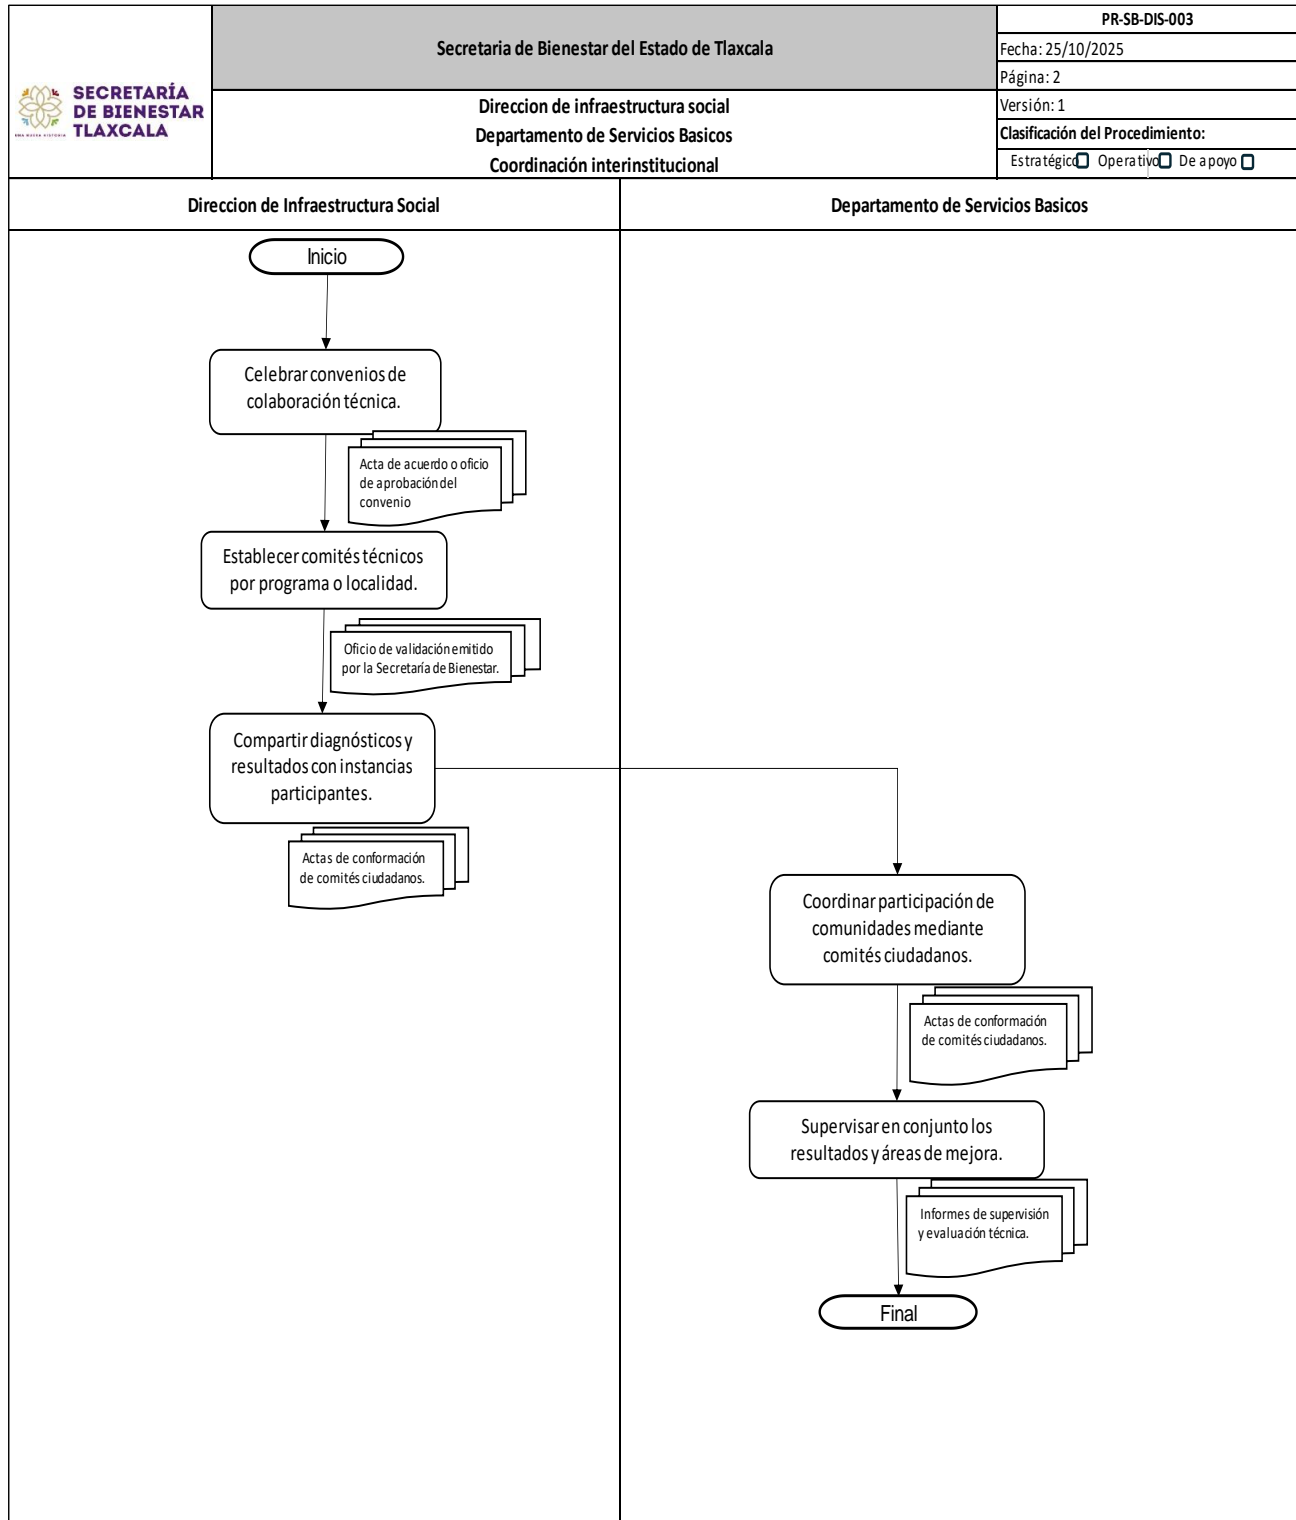 SECRETARÍA
DE BIENESTAR
TLAXCALA
UNA NUEVA HISTORIA
Secretaria de Bienestar del Estado de Tlaxcala
Direccion de infraestructura social
Departamento de Servicios Basicos
Coordinación interinstitucional
PR-SB-DIS-003
Fecha: 25/10/2025
Página: 2
Versión: 1
Clasificación del Procedimiento:
Estratégico Operativo De apoyo
Direccion de Infraestructura Social
Departamento de Servicios Basicos
Inicio
Celebrar convenios de
colaboración técnica.
Acta de acuerdo o oficio
de aprobación del
convenio
Establecer comités técnicos
por programa o localidad.
Oficio de validación emitido
por la Secretaría de Bienestar.
Compartir diagnósticos y
resultados con instancias
participantes.
Actas de conformación
de comités ciudadanos.
Coordinar participación de
comunidades mediante
comités ciudadanos.
Actas de conformación
de comités ciudadanos.
Supervisar en conjunto los
resultados y áreas de mejora.
Informes de supervisión
y evaluación técnica.
Final